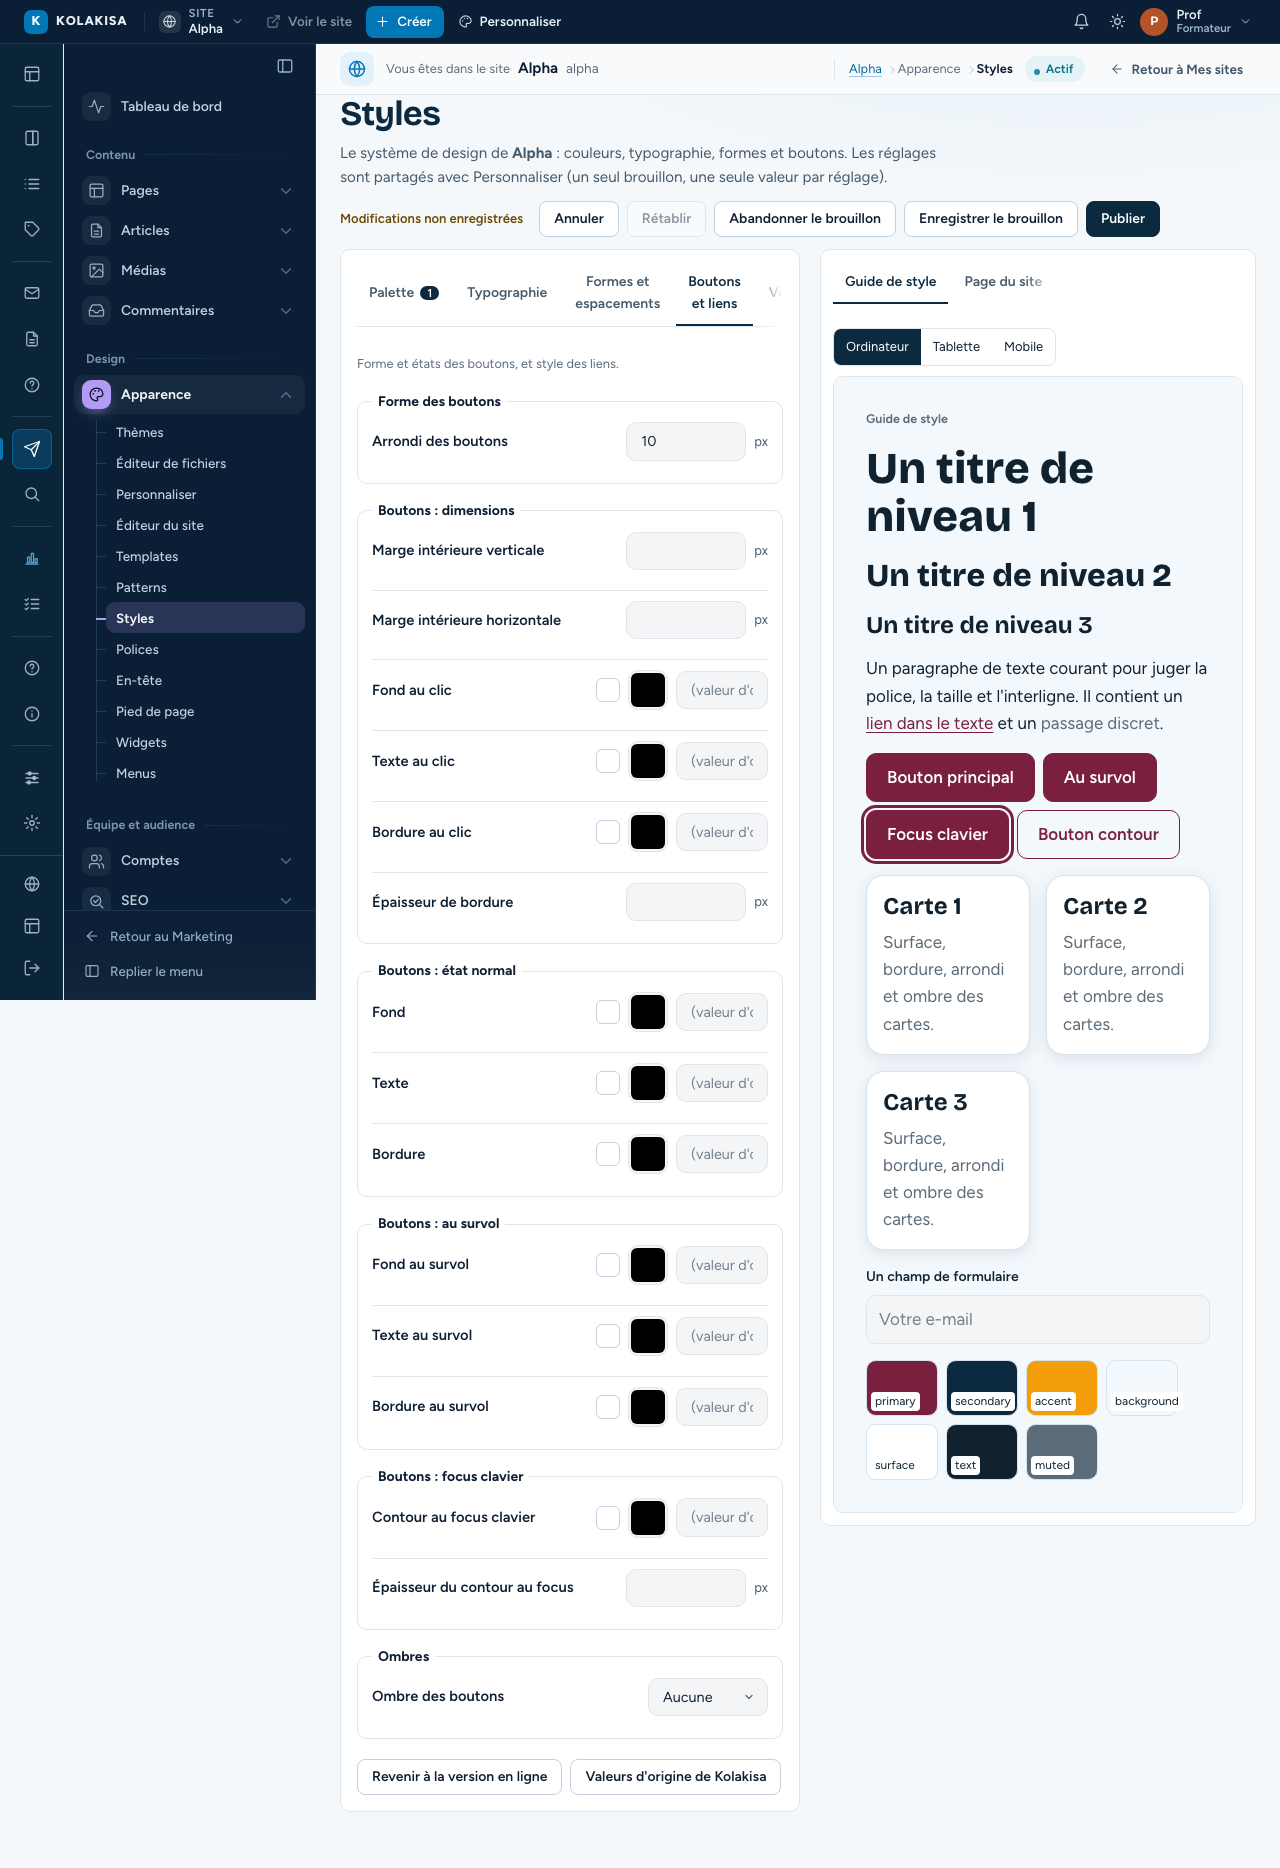 K KOLAKISA
SITE
Alpha
Voir le site
Créer
Personnaliser
P
Prof
Formateur
Tableau de bord
Contenu
Pages
Articles
Médias
Commentaires
Design
Apparence
Thèmes
Éditeur de fichiers
Personnaliser
Éditeur du site
Templates
Patterns
Styles
Polices
En-tête
Pied de page
Widgets
Menus
Équipe et audience
Comptes
SEO
Retour au Marketing
Replier le menu
Vous êtes dans le site Alpha alpha
Alpha Apparence Styles
Actif
Retour à Mes sites
Styles
Le système de design de Alpha : couleurs, typographie, formes et boutons. Les réglages
sont partagés avec Personnaliser (un seul brouillon, une seule valeur par réglage).
Modifications non enregistrées
Annuler
Rétablir
Abandonner le brouillon
Enregistrer le brouillon
Publier
Palette 1
Typographie
Formes et
espacements
Boutons
et liens
Forme et états des boutons, et style des liens.
Forme des boutons
Arrondi des boutons 10 px
Boutons : dimensions
Marge intérieure verticale px
Marge intérieure horizontale px
Fond au clic (valeur d'
Texte au clic (valeur d'
Bordure au clic (valeur d'
Épaisseur de bordure px
Boutons : état normal
Fond (valeur d'
Texte (valeur d'
Bordure (valeur d'
Boutons : au survol
Fond au survol (valeur d'
Texte au survol (valeur d'
Bordure au survol (valeur d'
Boutons : focus clavier
Contour au focus clavier (valeur d'
Épaisseur du contour au focus px
Ombres
Ombre des boutons Aucune
Revenir à la version en ligne
Valeurs d'origine de Kolakisa
Guide de style
Page du site
Ordinateur
Tablette
Mobile
Guide de style
Un titre de
niveau 1
Un titre de niveau 2
Un titre de niveau 3
Un paragraphe de texte courant pour juger la
police, la taille et l'interligne. Il contient un
lien dans le texte et un passage discret.
Bouton principal
Au survol
Focus clavier
Bouton contour
Carte 1
Surface,
bordure, arrondi
et ombre des
cartes.
Carte 2
Surface,
bordure, arrondi
et ombre des
cartes.
Carte 3
Surface,
bordure, arrondi
et ombre des
cartes.
Un champ de formulaire
Votre e-mail
primary
secondary
accent
background
surface
text
muted